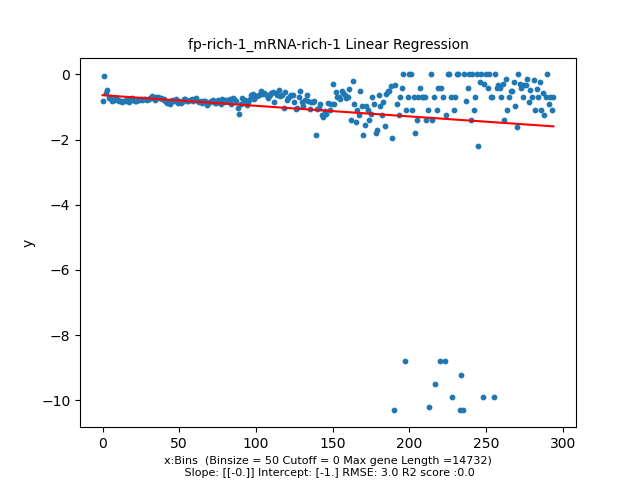 fp-rich-1_mRNA-rich-1 Linear Regression
0
−2
−4
−6
−8
−10
y
0 50 100 150 200 250 300
x:Bins (Binsize = 50 Cutoff = 0 Max gene Length =14732)
Slope: [[-0.]] Intercept: [-1.] RMSE: 3.0 R2 score :0.0